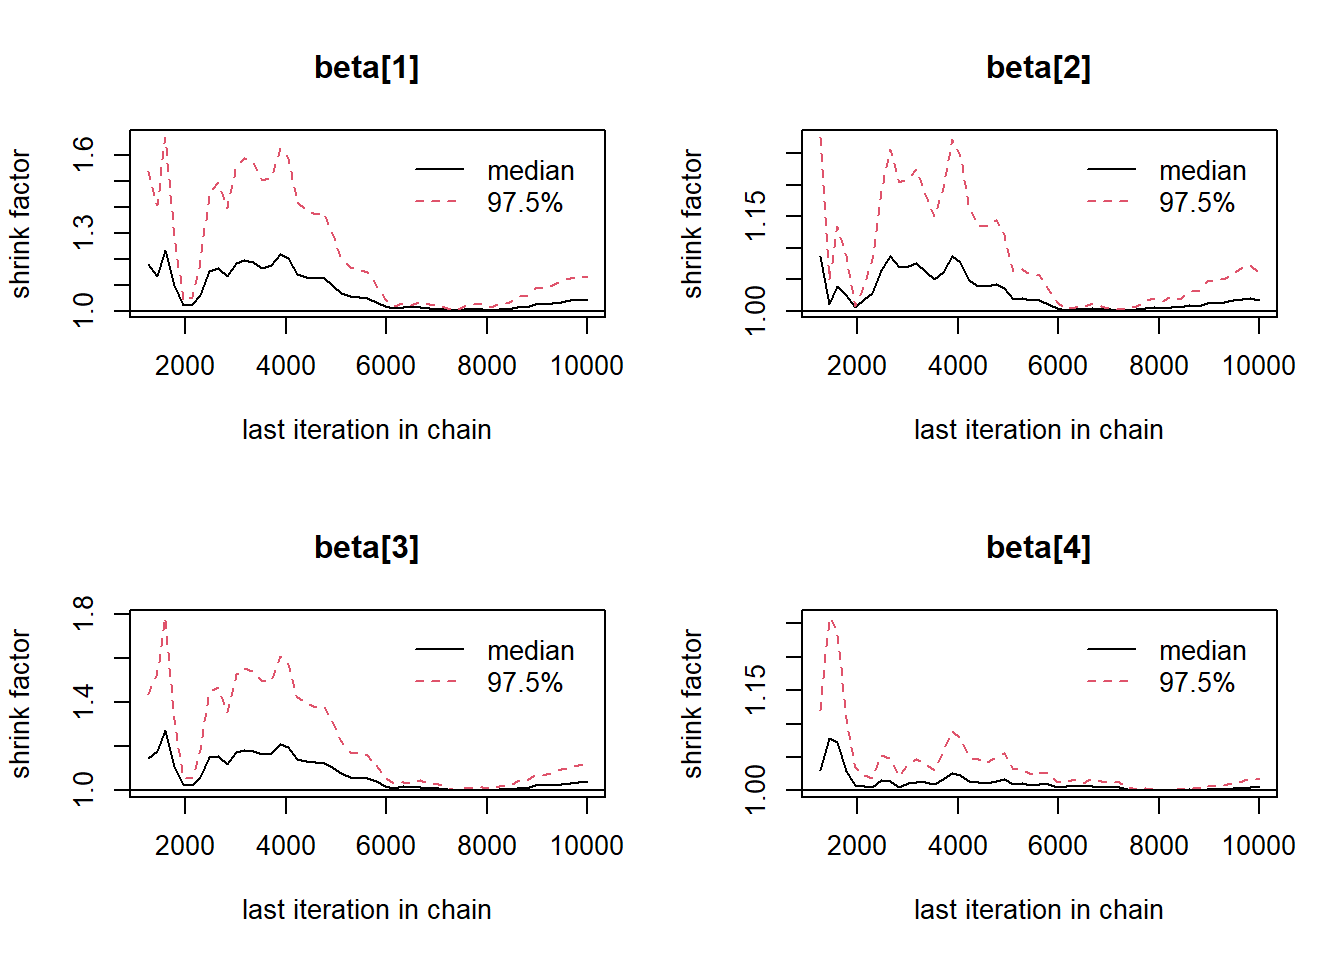 beta[1]
shrink factor
1.0 1.3 1.6
median
97.5%
2000 4000 6000 8000 10000
last iteration in chain
beta[2]
shrink factor
1.00 1.15
median
97.5%
2000 4000 6000 8000 10000
last iteration in chain
beta[3]
shrink factor
1.0 1.4 1.8
median
97.5%
2000 4000 6000 8000 10000
last iteration in chain
beta[4]
shrink factor
1.00 1.15
median
97.5%
2000 4000 6000 8000 10000
last iteration in chain